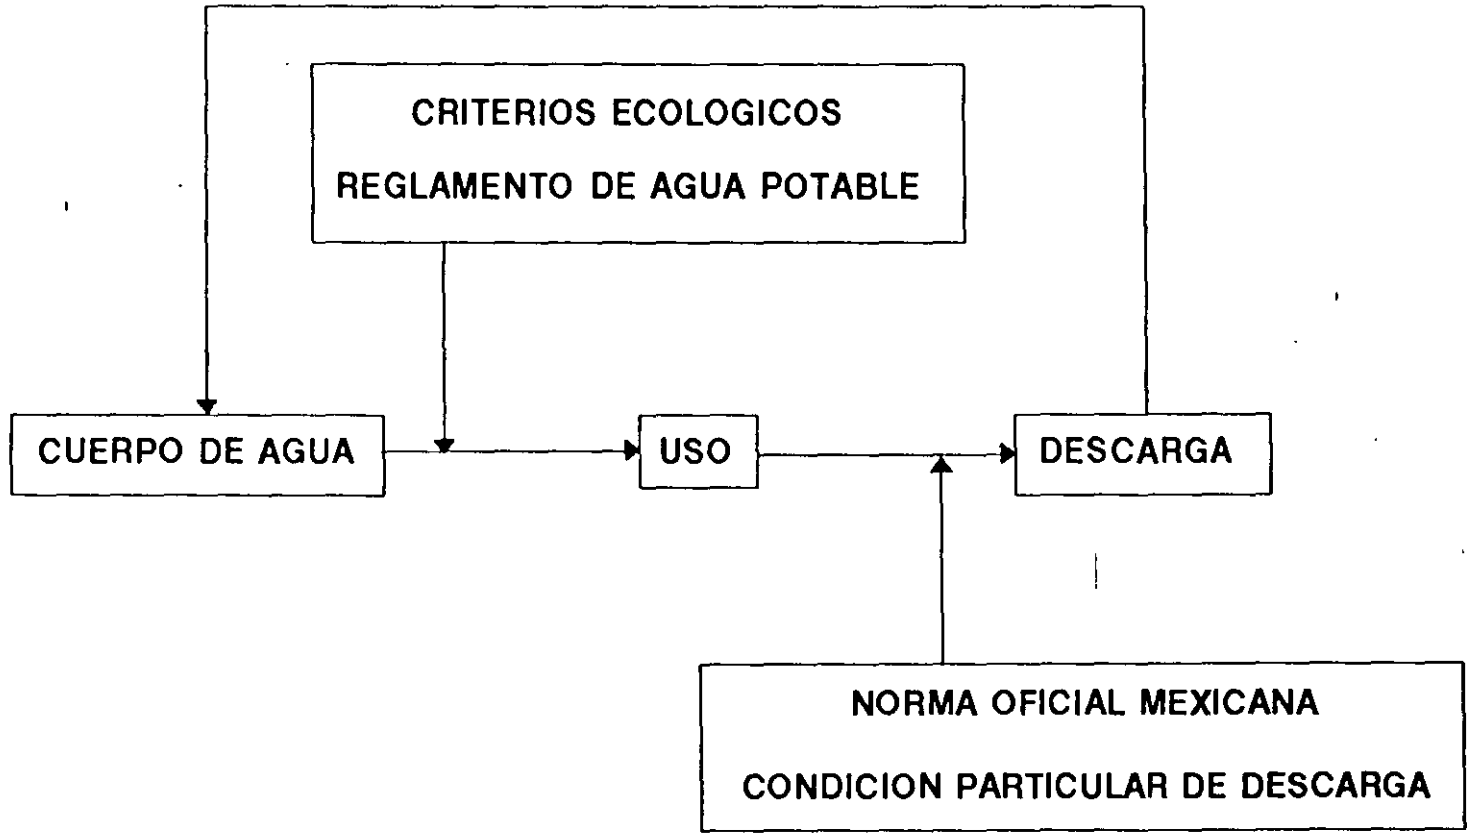 CRITERIOS ECOLOGICOS
REGLAMENTO DE AGUA POTABLE
CUERPO DE AGUA
USO
DESCARGA
NORMA OFICIAL MEXICANA
CONDICION PARTICULAR DE DESCARGA